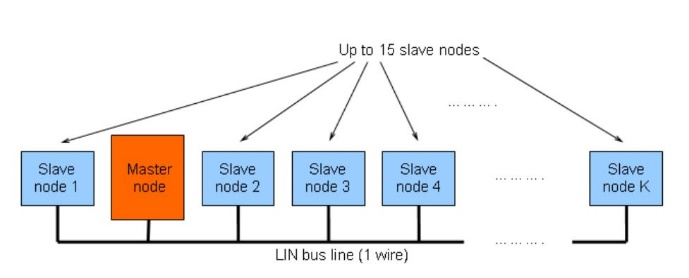 Up to 15 slave nodes
... ... ... .
Slave
node 1
Master
node
Slave
node 2
Slave
node 3
Slave
node 4
... ... ... .
Slave
node K
... ... ... .
LIN bus line (1 wire)